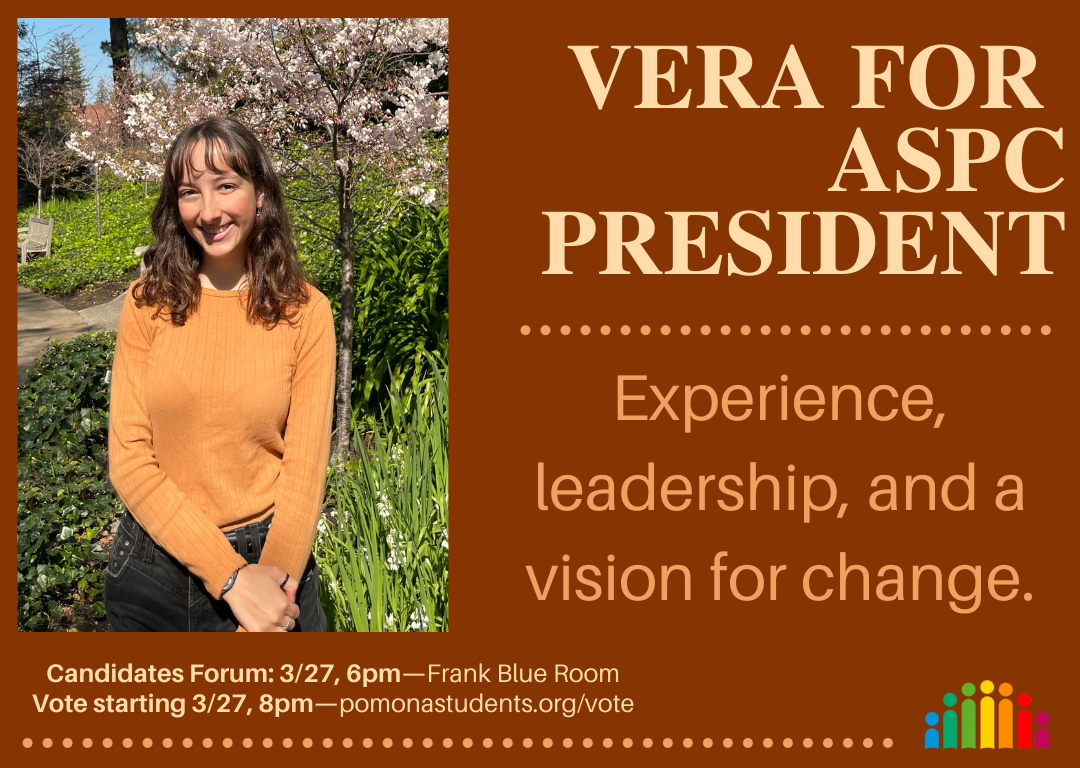 VERA FOR
ASPC
PRESIDENT
Experience,
leadership, and a
vision for change.
Candidates Forum: 3/27, 6pm—Frank Blue Room
Vote starting 3/27, 8pm—pomonastudents.org/vote